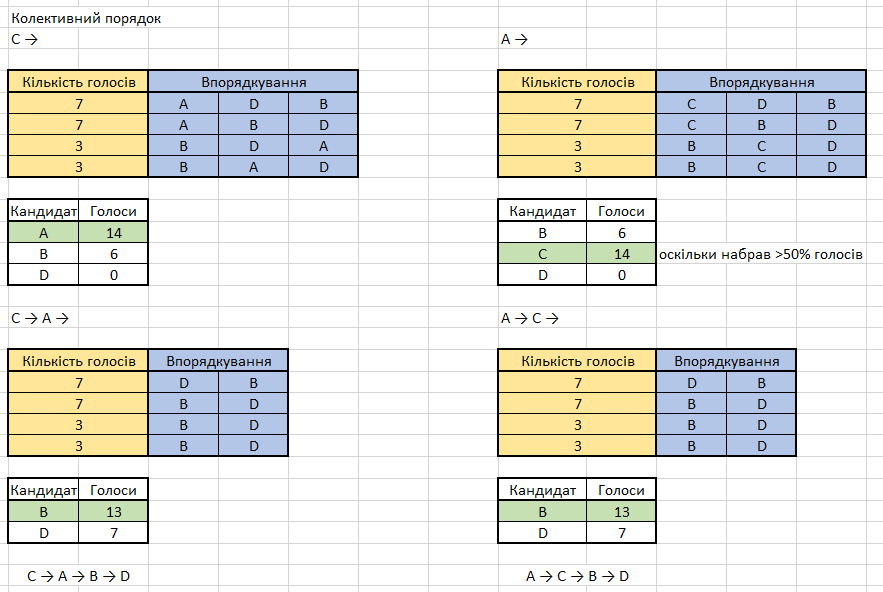 Колективний порядок
C → A →
Кількість голосів Впорядкування Кількість голосів Впорядкування
7 A D B 7 C D B
7 A B D 7 C B D
3 B D A 3 B C D
3 B A D 3 B C D
Кандидат Голоси Кандидат Голоси
A 14 B 6
B 6 C 14 оскільки набрав >50% голосів
D 0 D 0
C → A → A → C →
Кількість голосів Впорядкування Кількість голосів Впорядкування
7 D B 7 D B
7 B D 7 B D
3 B D 3 B D
3 B D 3 B D
Кандидат Голоси Кандидат Голоси
B 13 B 13
D 7 D 7
C → A → B → D A → C → B → D